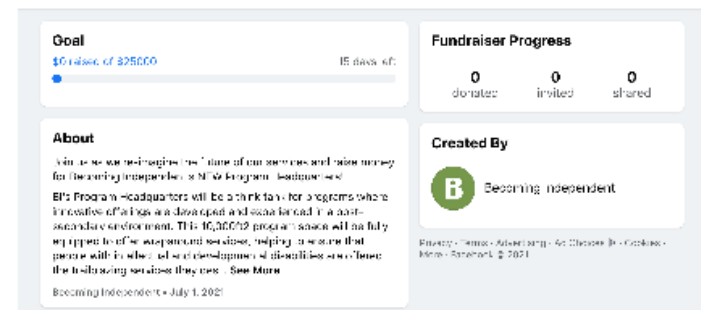 Goal
$0 raised of $25000
15 days left
About
Join us as we re-imagine the future of our services and raise money
for Becoming Independent's NEW Program Headquarters!
BI's Program Headquarters will be a think tank for programs where
innovative offerings are developed and experienced in a post-
secondary environment. This 10,300ft2 program space will be fully
equipped to offer wraparound services, helping to ensure that
people with intellectual and developmental disabilities are offered
the trailblazing services they des... See More
Becoming Independent • July 1, 2021
Fundraiser Progress
0 0 0
donated invited shared
Created By
B Becoming Independent
Privacy · Terms · Advertising · Ad Choices · Cookies ·
More · Facebook © 2021